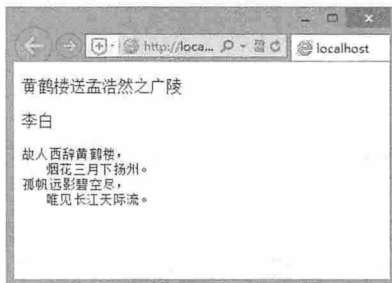 http://loca...
localhost
黄鹤楼送孟浩然之广陵
李白
故人西辞黄鹤楼，
烟花三月下扬州。
孤帆远影碧空尽，
唯见长江天际流。